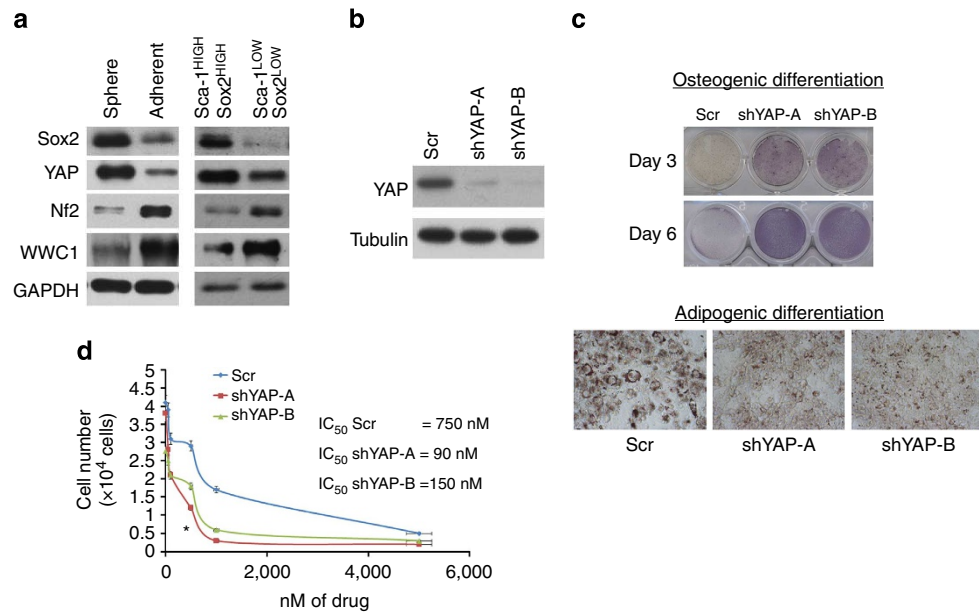 a
Sphere
Adherent
Sca-1HIGH
Sox2HIGH
Sca-1LOW
Sox2LOW
Sox2
YAP
Nf2
WWC1
GAPDH
b
Scr
shYAP-A
shYAP-B
YAP
Tubulin
c
Osteogenic differentiation
Scr shYAP-A shYAP-B
Day 3
Day 6
Adipogenic differentiation
Scr shYAP-A shYAP-B
d
Cell number
(×10⁴ cells)
5
4.5
4
3.5
3
2.5
2
1.5
1
0.5
0
Scr
shYAP-A
shYAP-B
IC50 Scr = 750 nM
IC50 shYAP-A = 90 nM
IC50 shYAP-B =150 nM
*
0 2,000 4,000 6,000
nM of drug